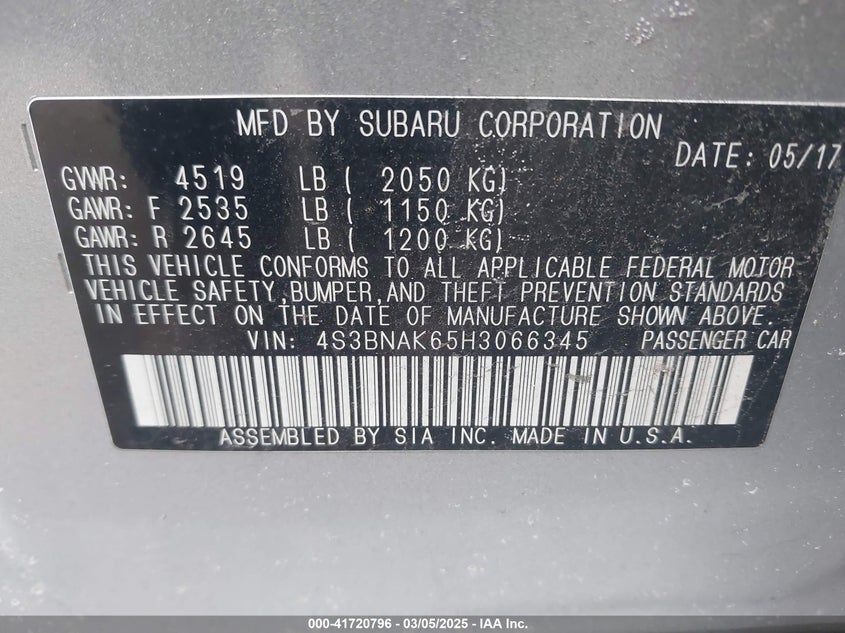 MFD BY SUBARU CORPORATION
DATE: 05/17
GVWR: 4519 LB ( 2050 KG)
GAWR: F 2535 LB ( 1150 KG)
GAWR: R 2645 LB ( 1200 KG)
THIS VEHICLE CONFORMS TO ALL APPLICABLE FEDERAL MOTOR
VEHICLE SAFETY,BUMPER,AND THEFT PREVENTION STANDARDS
IN EFFECT ON THE DATE OF MANUFACTURE SHOWN ABOVE.
VIN: 4S3BNAK65H3066345 PASSENGER CAR
ASSEMBLED BY SIA INC. MADE IN U.S.A.
000-41720796 - 03/05/2025 - IAA Inc.